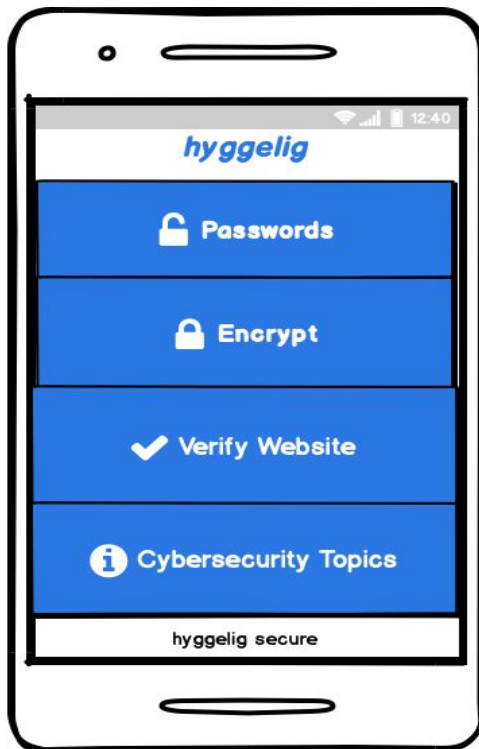 12:40
hyggelig
Passwords
Encrypt
Verify Website
Cybersecurity Topics
hyggelig secure